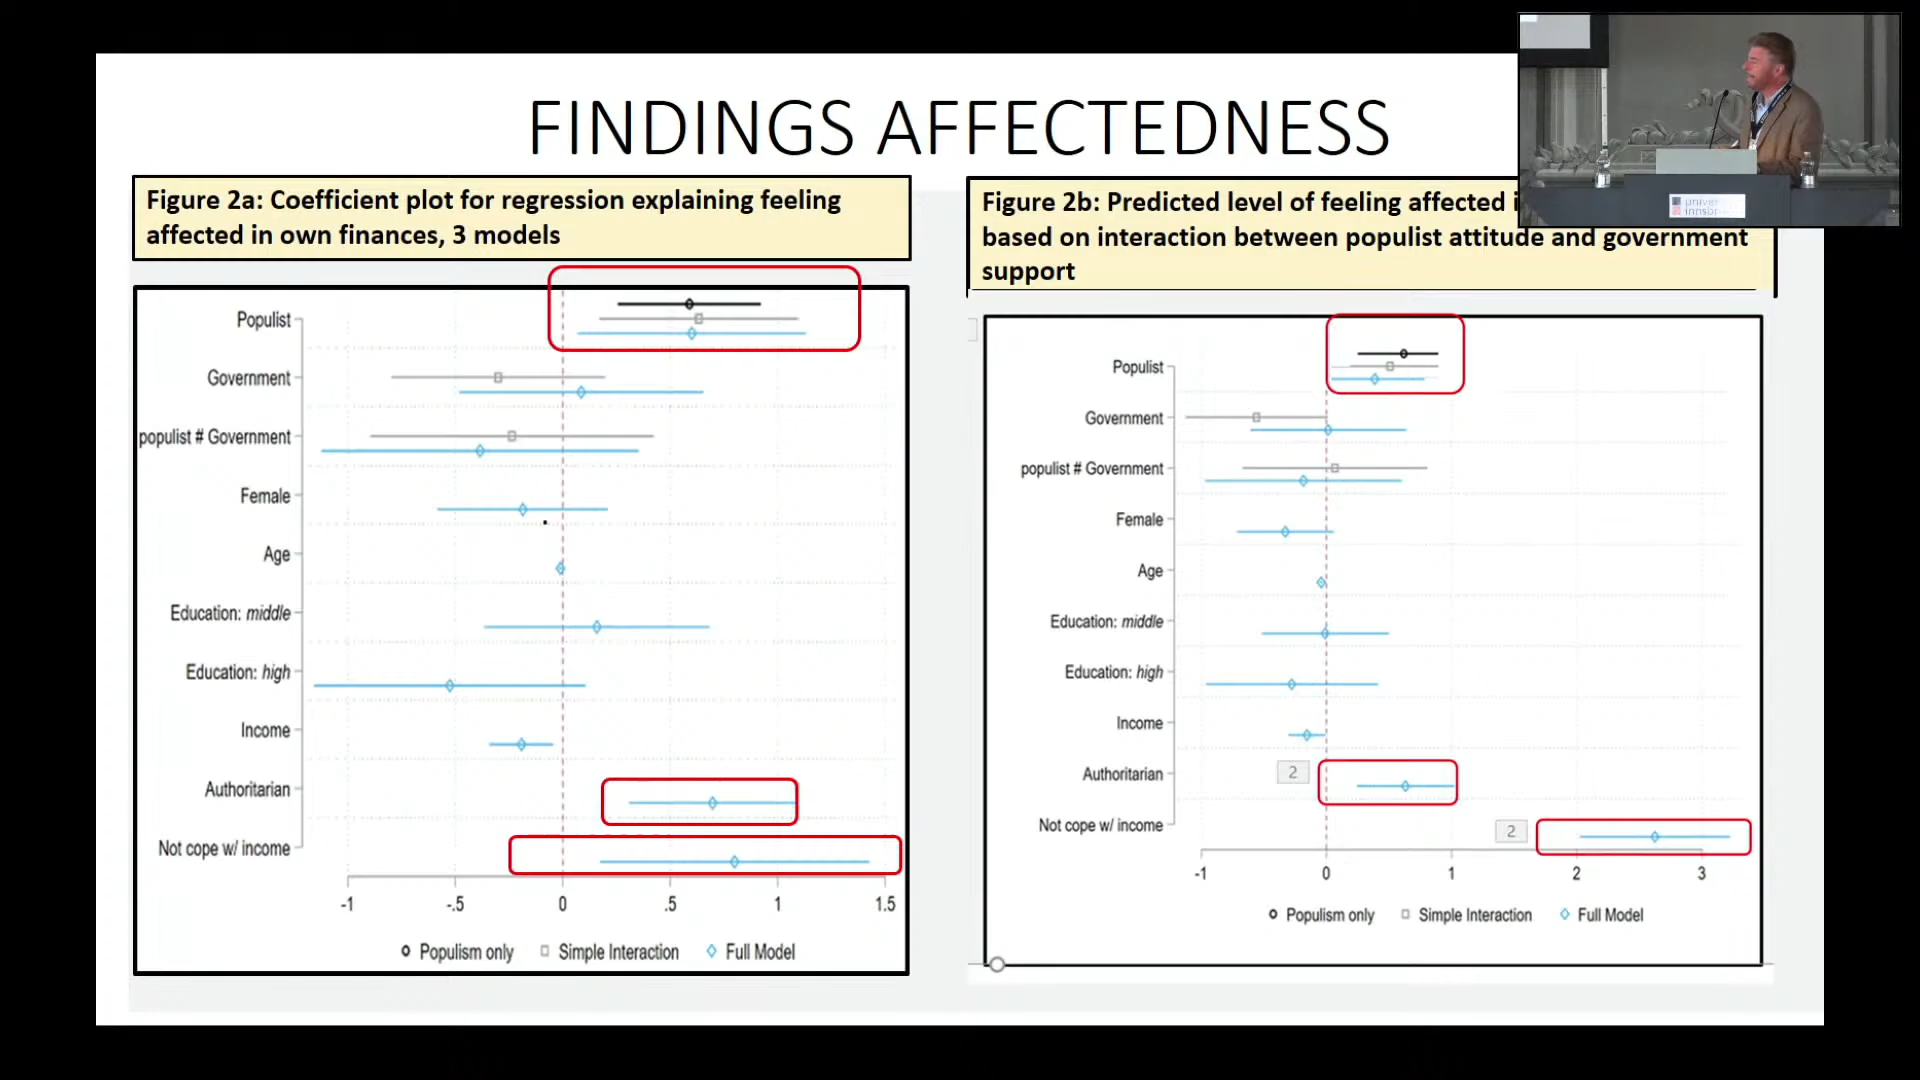 FINDINGS AFFECTEDNESS
Figure 2a: Coefficient plot for regression explaining feeling
affected in own finances, 3 models
Populist
Government
populist # Government
Female
Age
Education: middle
Education: high
Income
Authoritarian
Not cope w/ income
-1 -.5 0 .5 1 1.5
Populism only Simple Interaction Full Model
Figure 2b: Predicted level of feeling affected
based on interaction between populist attitude and government
support
Populist
Government
populist # Government
Female
Age
Education: middle
Education: high
Income
Authoritarian
2
Not cope w/ income
2
-1 0 1 2 3
Populism only Simple Interaction Full Model